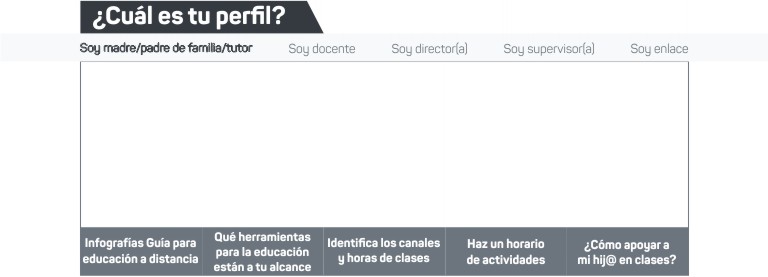 ¿Cuál es tu perfil?
Soy madre/padre de familia/tutor Soy docente Soy director(a) Soy supervisor(a) Soy enlace
Infografías Guía para
educación a distancia
Qué herramientas
para la educación
están a tu alcance
Identifica los canales
y horas de clases
Haz un horario
de actividades
¿Cómo apoyar a
mi hij@ en clases?